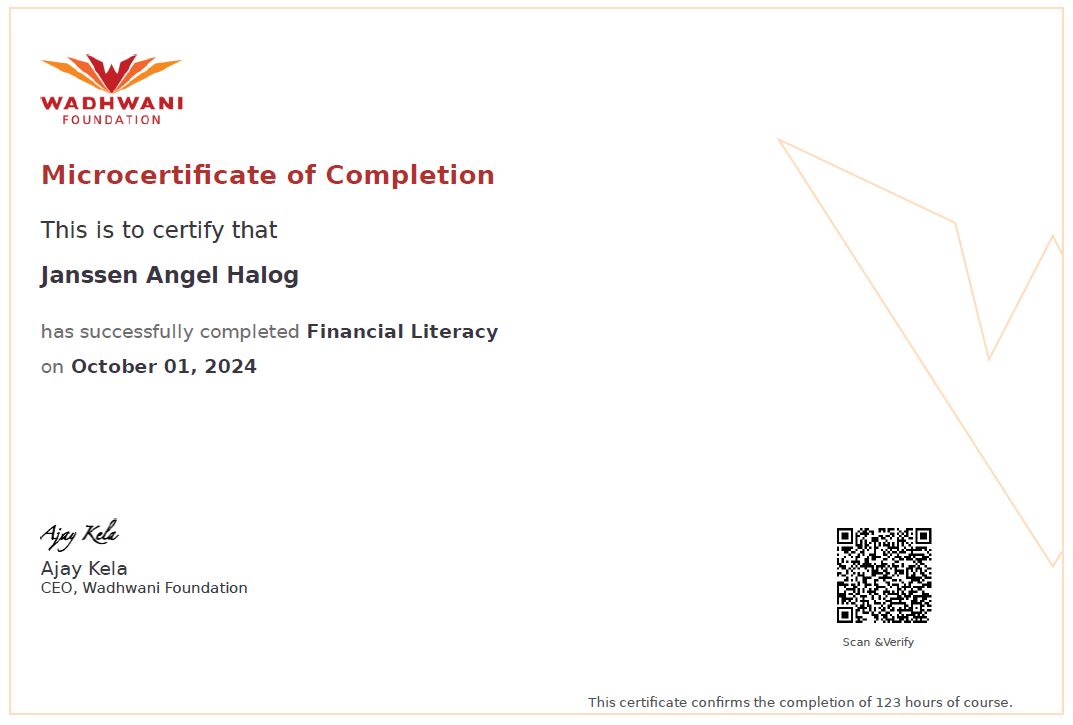 WADHWANI
FOUNDATION
Microcertificate of Completion
This is to certify that
Janssen Angel Halog
has successfully completed Financial Literacy
on October 01, 2024
Ajay Kela
Ajay Kela
CEO, Wadhwani Foundation
Scan &Verify
This certificate confirms the completion of 123 hours of course.